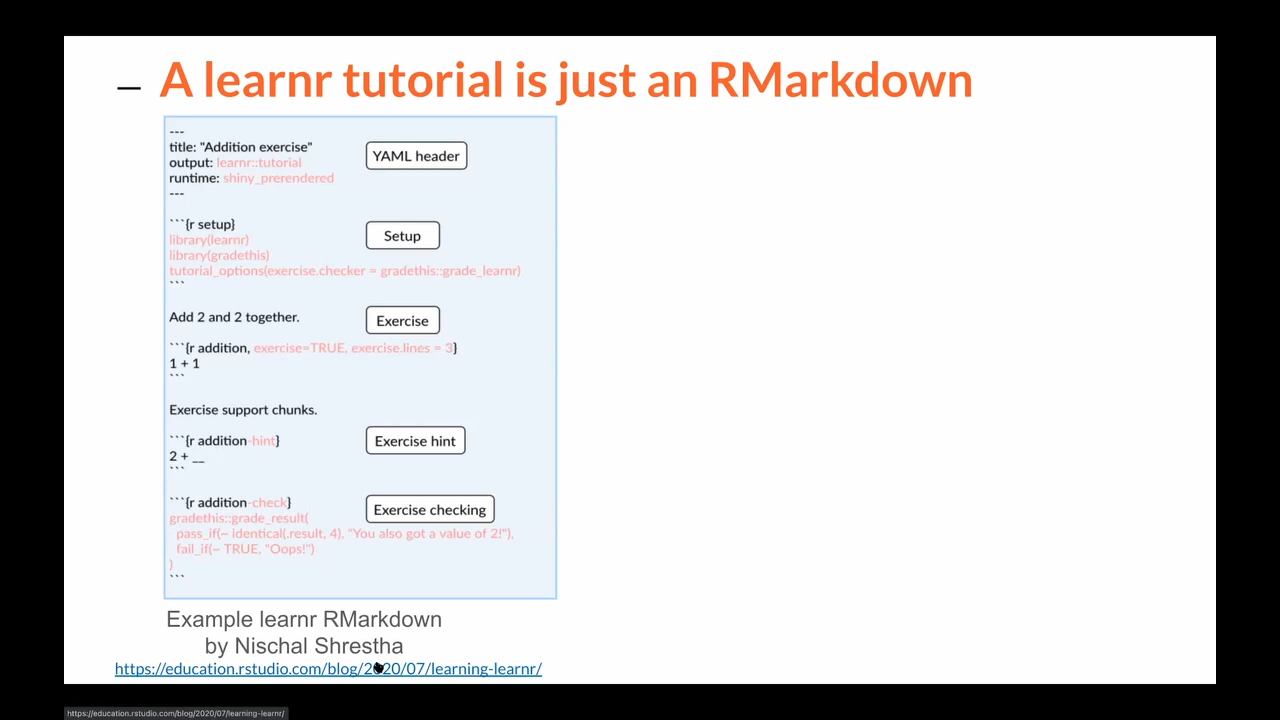 A learnr tutorial is just an RMarkdown
---
title: "Addition exercise"
output: learnr::tutorial
runtime: shiny_prerendered
---
YAML header
```{r setup}
library(learnr)
library(gradethis)
tutorial_options(exercise.checker = gradethis::grade_learnr)
```
Setup
Add 2 and 2 together.
Exercise
```{r addition, exercise=TRUE, exercise.lines = 3}
1 + 1
```
Exercise support chunks.
```{r addition-hint}
2 + __
```
Exercise hint
```{r addition-check}
gradethis::grade_result(
pass_if(~ identical(.result, 4), "You also got a value of 2!"),
fail_if(~ TRUE, "Oops!")
)
```
Exercise checking
Example learnr RMarkdown
by Nischal Shrestha
https://education.rstudio.com/blog/2020/07/learning-learnr/
https://education.rstudio.com/blog/2020/07/learning-learnr/